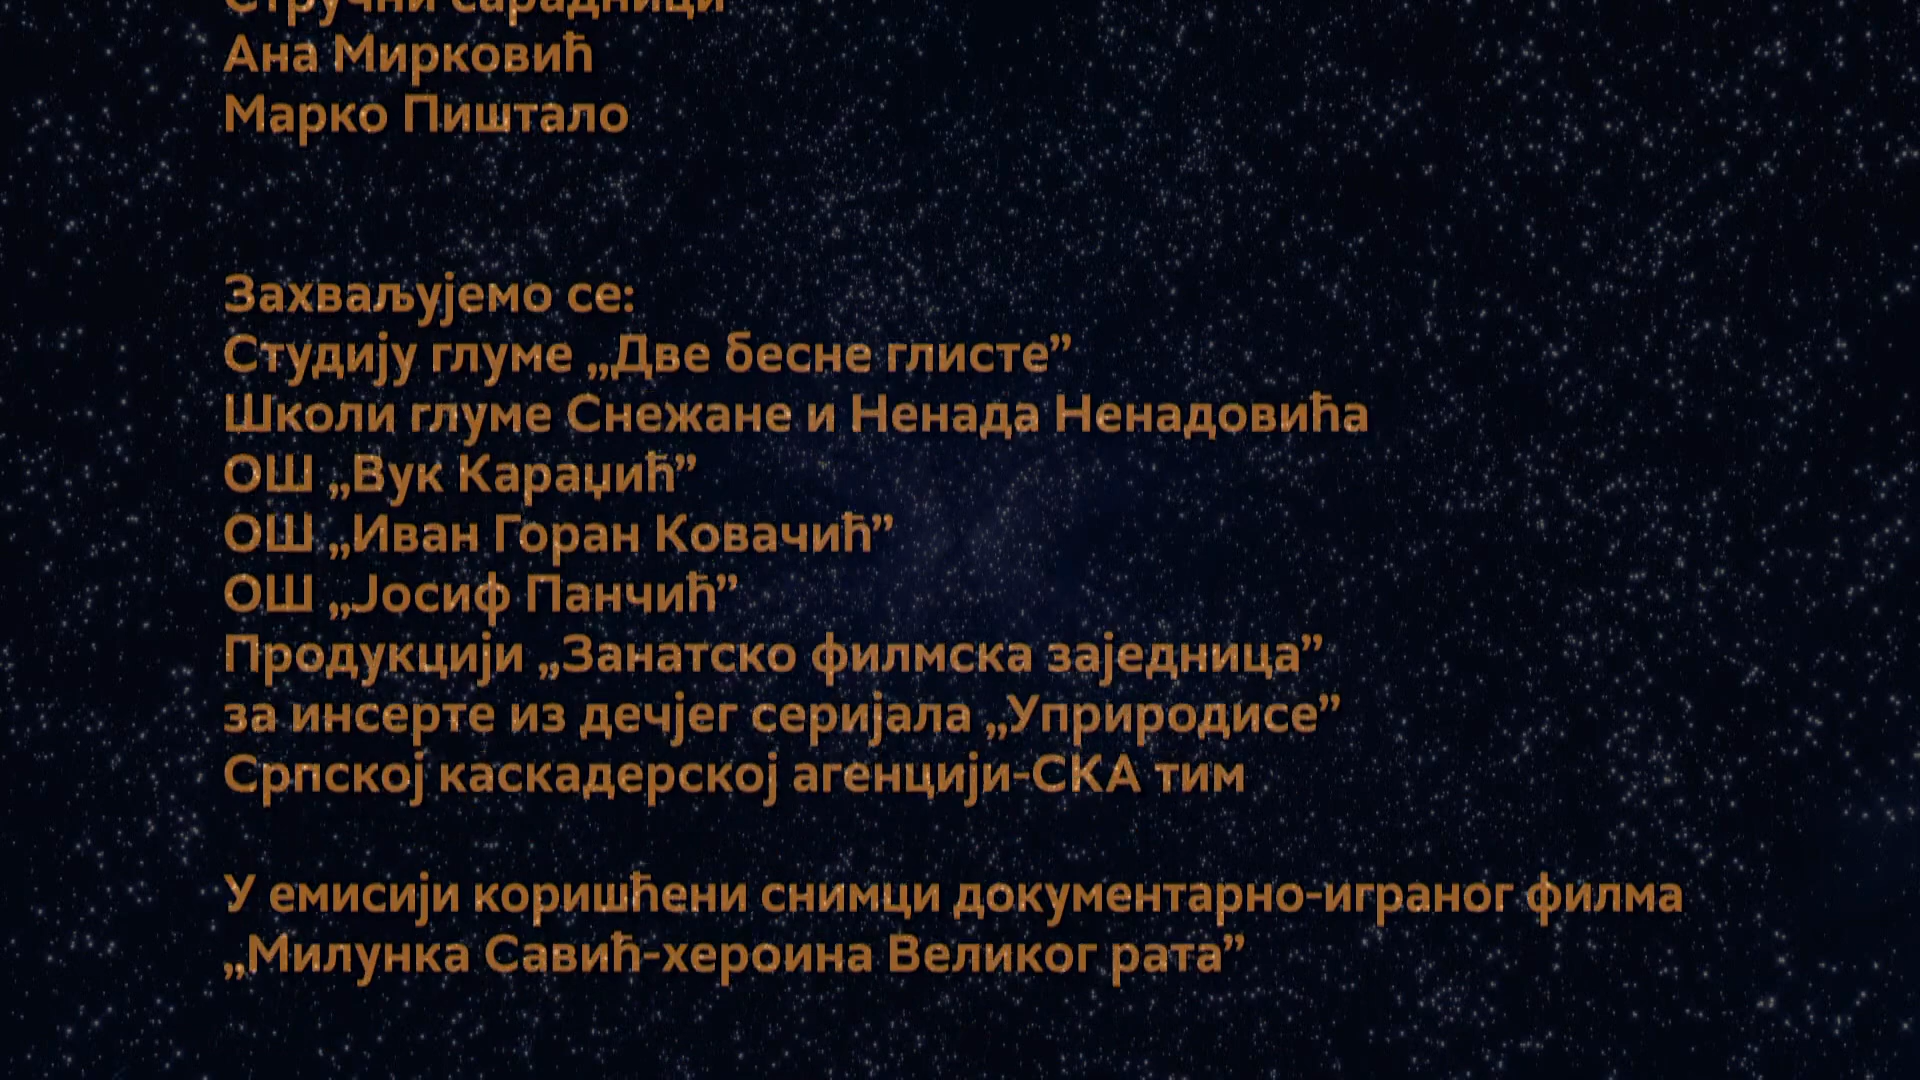 Стручни сарадници
Ана Мирковић
Марко Пиштало
Захваљујемо се:
Студију глуме „Две бесне глисте”
Школи глуме Снежане и Ненада Ненадовића
ОШ „Вук Караџић”
ОШ „Иван Горан Ковачић”
ОШ „Јосиф Панчић”
Продукцији „Занатско филмска заједница”
за инсерте из дечјег серијала „Уприродисе”
Српској каскадерској агенцији-СКА тим
У емисији коришћени снимци документарно-играног филма
„Милунка Савић-хероина Великог рата”